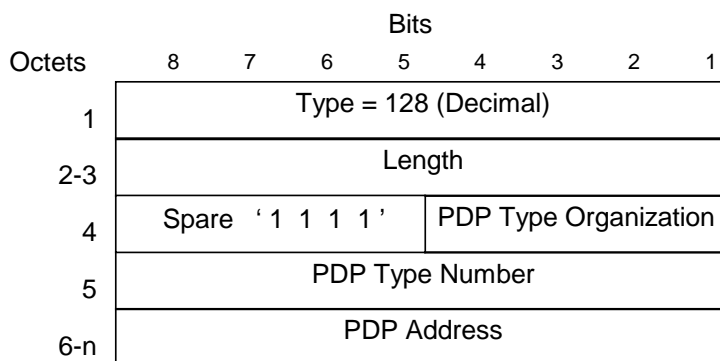 Bits
Octets 8 7 6 5 4 3 2 1
1 Type = 128 (Decimal)
2-3 Length
4 Spare ‘ 1 1 1 1 ’ PDP Type Organization
5 PDP Type Number
6-n PDP Address